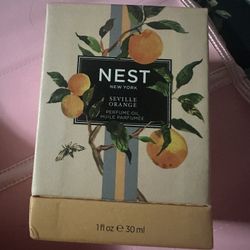 NEST
NEW YORK
SEVILLE
ORANGE
PERFUME OIL
HUILE PARFUMÉE
1 fl oz ℮ 30 ml